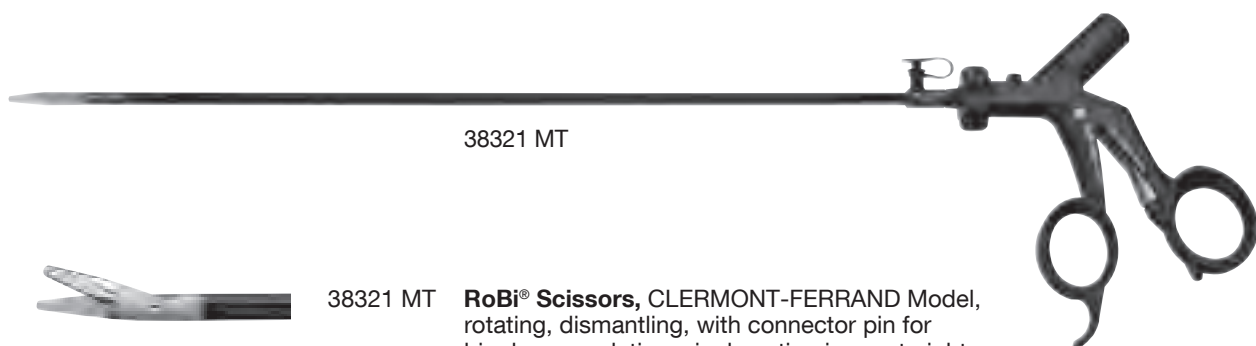 38321 MT
38321 MT RoBi® Scissors, CLERMONT-FERRAND Model,
rotating, dismantling, with connector pin for